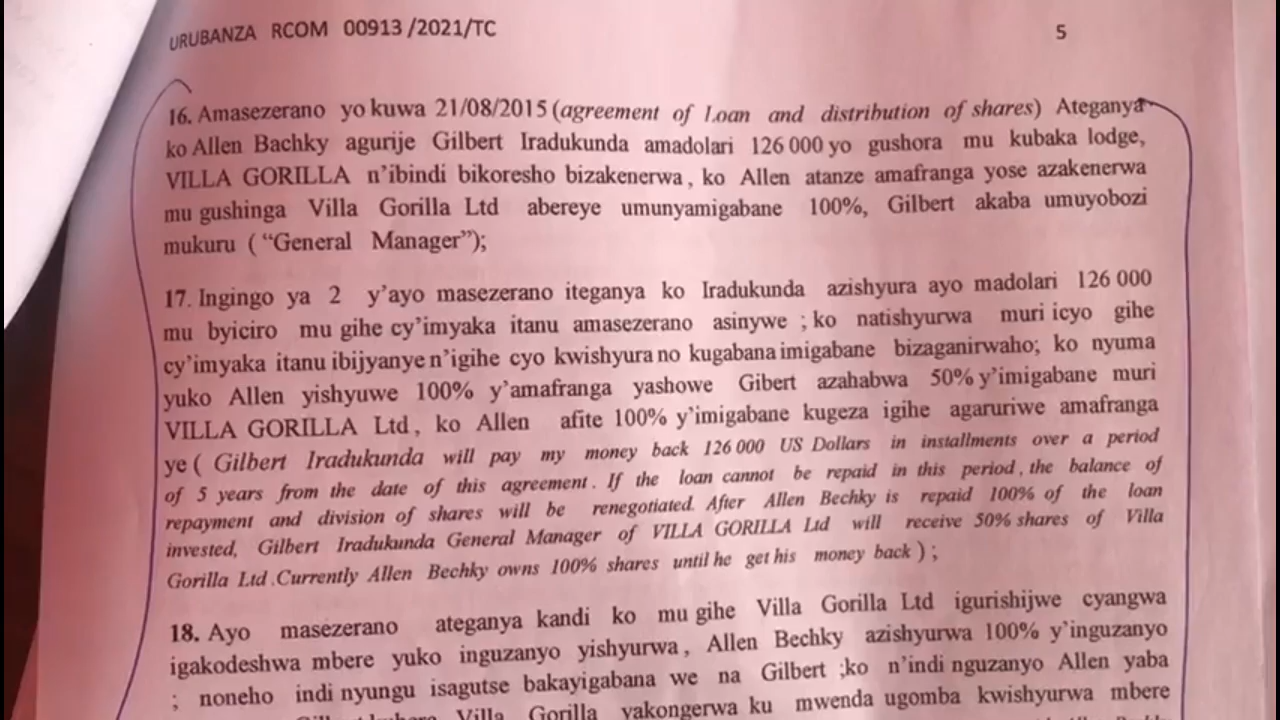 URUBANZA RCOM 00913 /2021/TC 5
16. Amasezerano yo kuwa 21/08/2015 (agreement of Loan and distribution of shares) Ateganya
ko Allen Bachky agurije Gilbert Iradukunda amadolari 126 000 yo gushora mu kubaka lodge,
VILLA GORILLA n'ibindi bikoresho bizakenerwa, ko Allen atanze amafranga yose azakenerwa
mu gushinga Villa Gorilla Ltd abereye umunyamigabane 100%, Gilbert akaba umuyobozi
mukuru ( “General Manager”);
17. Ingingo ya 2 y'ayo masezerano iteganya ko Iradukunda azishyura ayo madolari 126 000
mu byiciro mu gihe cy'imyaka itanu amasezerano asinywe ; ko natishyurwa muri icyo gihe
cy'imyaka itanu ibijyanye n'igihe cyo kwishyura no kugabana imigabane bizaganirwaho; ko nyuma
yuko Allen yishyuwe 100% y'amafranga yashowe Gibert azahabwa 50% y'imigabane muri
VILLA GORILLA Ltd, ko Allen afite 100% y'imigabane kugeza igihe agaruriwe amafranga
ye ( Gilbert Iradukunda will pay my money back 126 000 US Dollars in installments over a period
of 5 years from the date of this agreement. If the loan cannot be repaid in this period, the balance of
repayment and division of shares will be renegotiated. After Allen Bechky is repaid 100% of the loan
invested, Gilbert Iradukunda General Manager of VILLA GORILLA Ltd will receive 50% shares of Villa
Gorilla Ltd.Currently Allen Bechky owns 100% shares until he get his money back ) ;
18. Ayo masezerano ateganya kandi ko mu gihe Villa Gorilla Ltd igurishijwe cyangwa
igakodeshwa mbere yuko inguzanyo yishyurwa, Allen Bechky azishyurwa 100% y'inguzanyo
; noneho indi nyungu isagutse bakayigabana we na Gilbert ;ko n'indi nguzanyo Allen yaba
Villa Gorilla yakongerwa ku mwenda ugomba kwishyurwa mbere